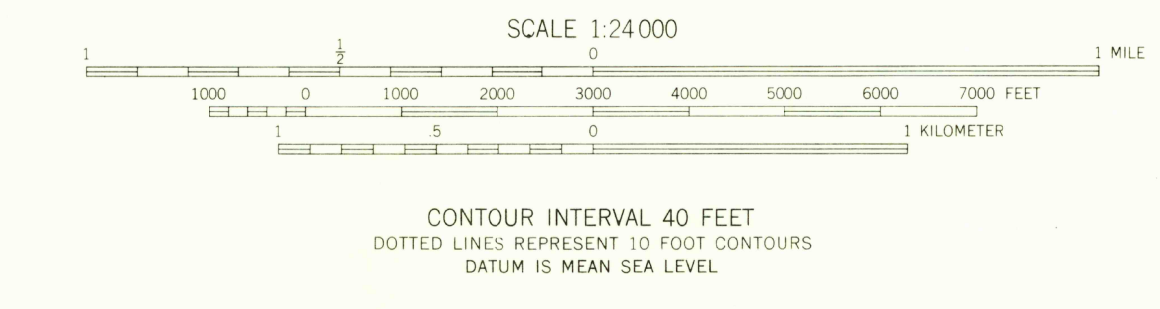 SCALE 1:24 000
1 1/2 0 1 MILE
1000 0 1000 2000 3000 4000 5000 6000 7000 FEET
1 .5 0 1 KILOMETER
CONTOUR INTERVAL 40 FEET
DOTTED LINES REPRESENT 10 FOOT CONTOURS
DATUM IS MEAN SEA LEVEL